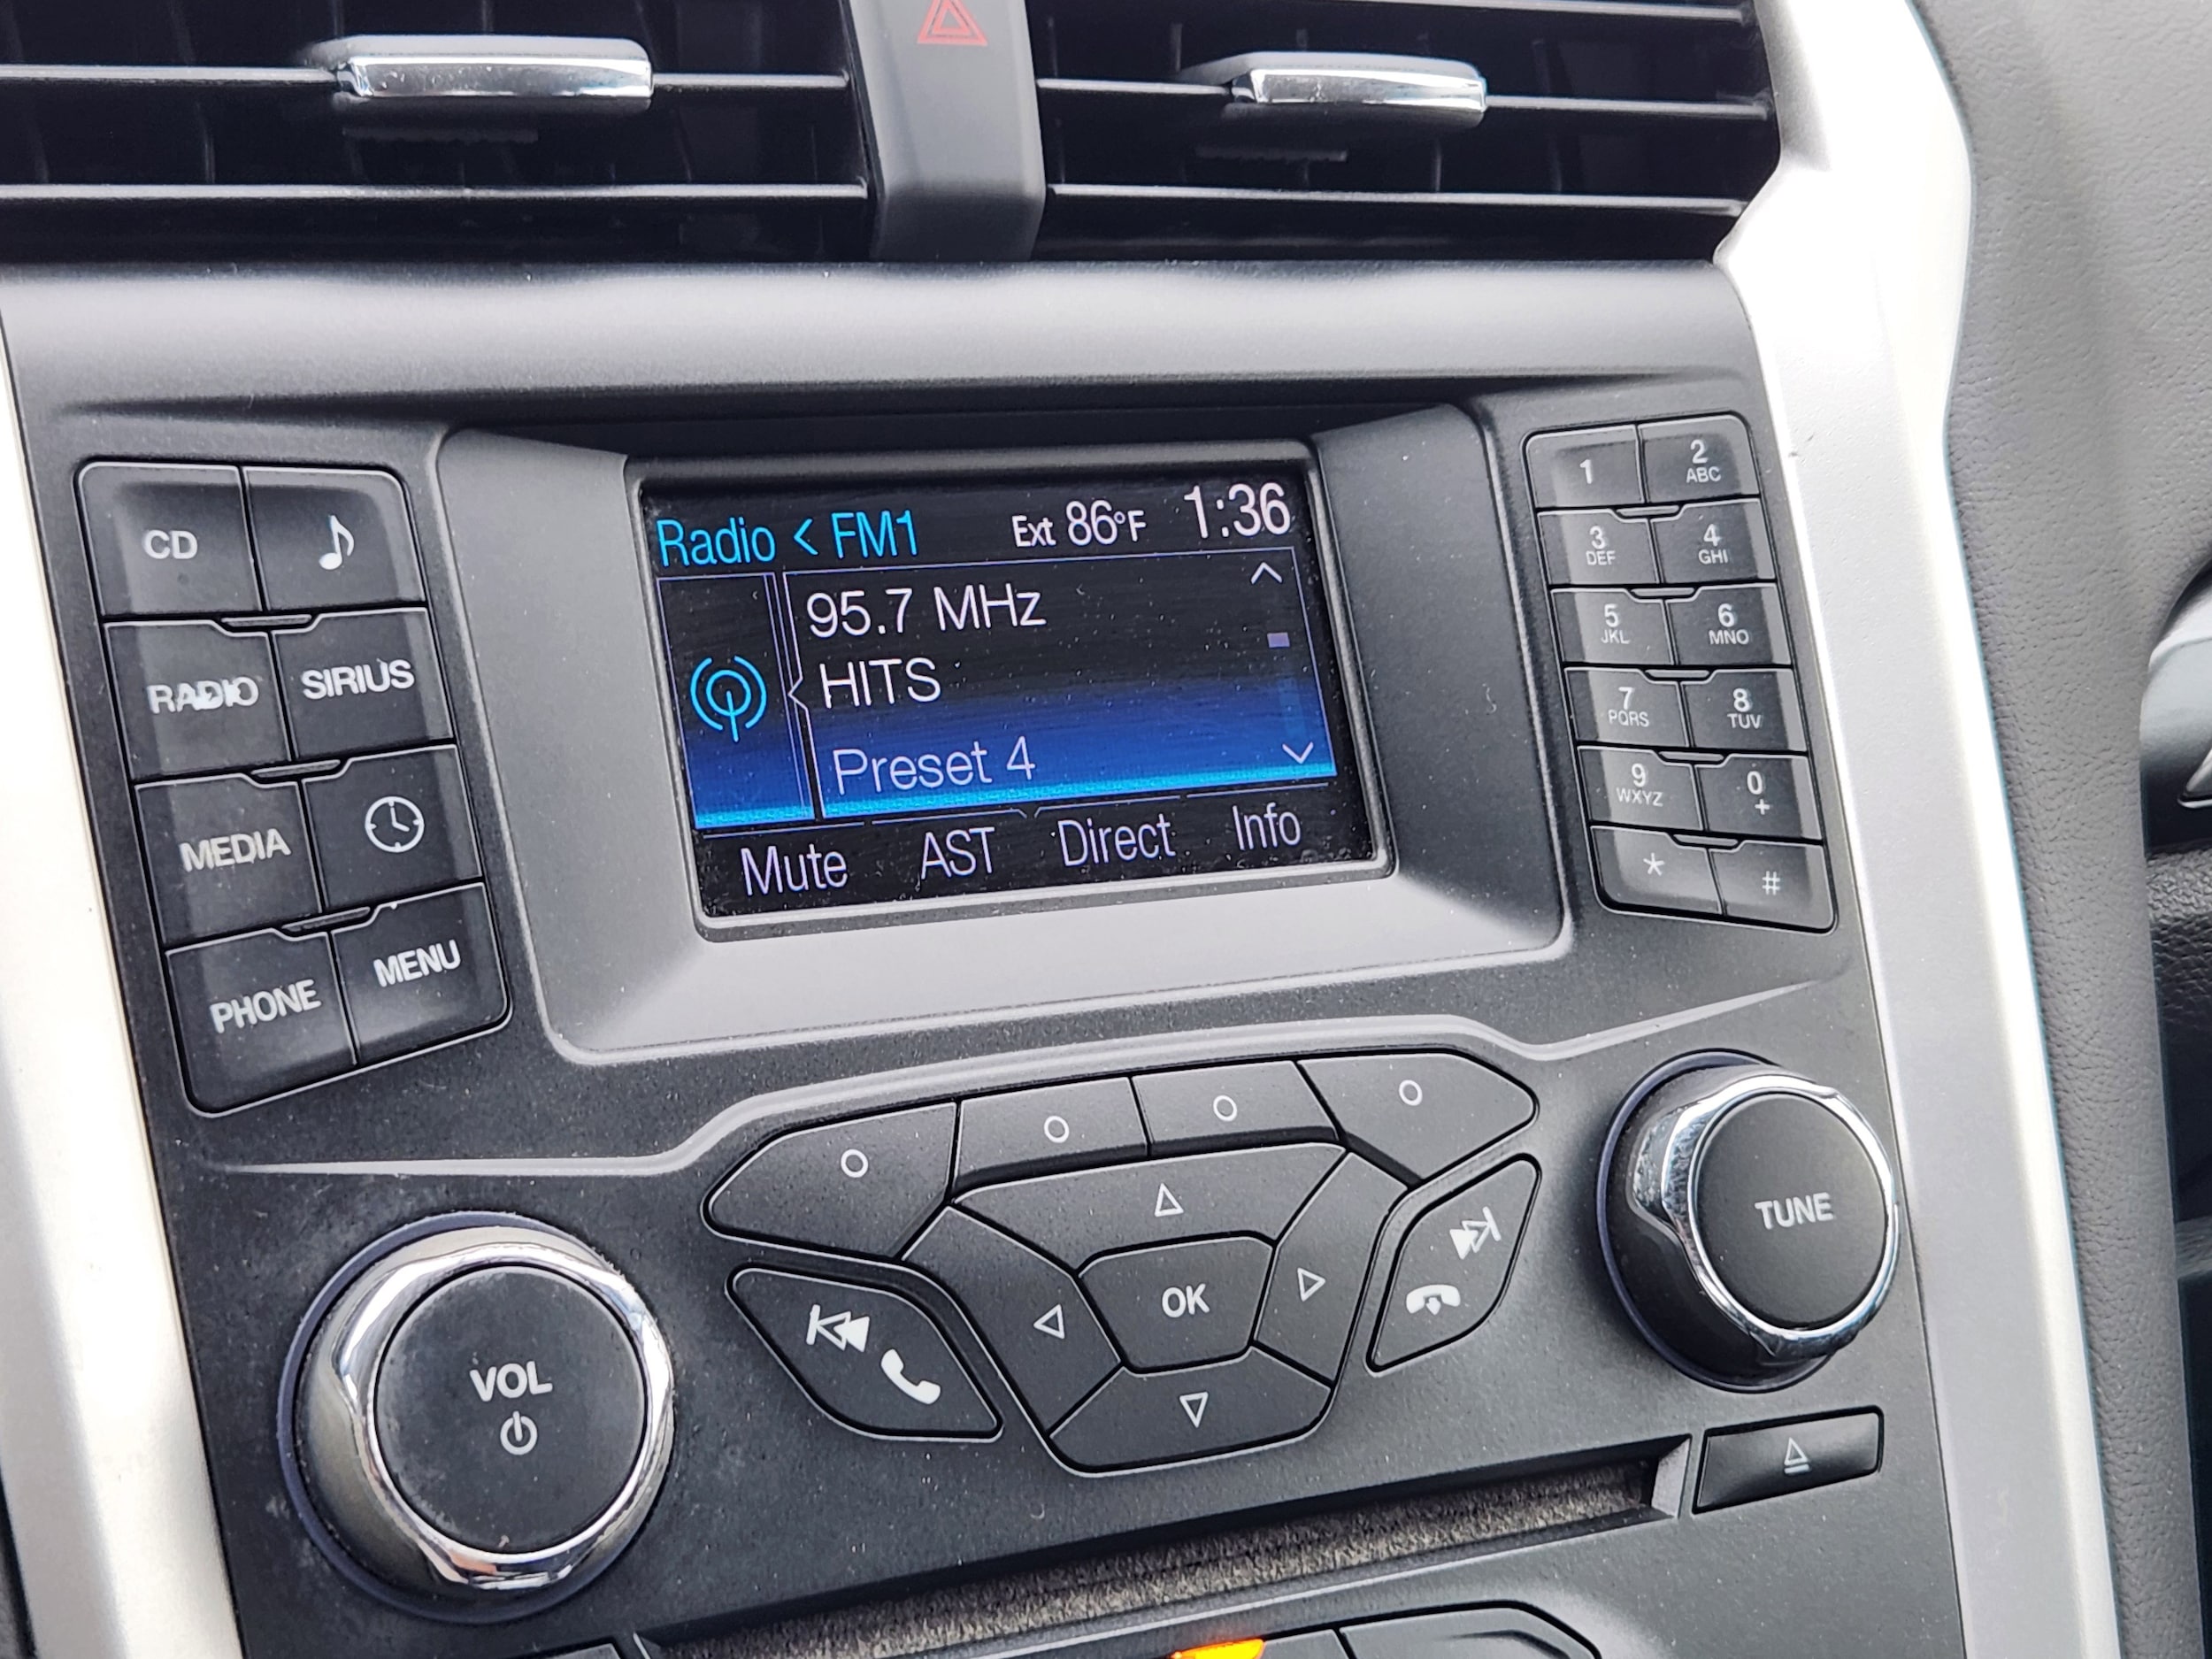 CD
RADIO
SIRIUS
MEDIA
PHONE
MENU
Radio < FM1 Ext 86°F 1:36
95.7 MHz
HITS
Preset 4
Mute AST Direct Info
1
2
ABC
3
DEF
4
GHI
5
JKL
6
MNO
7
PQRS
8
TUV
9
WXYZ
0
+
*
#
VOL
OK
TUNE